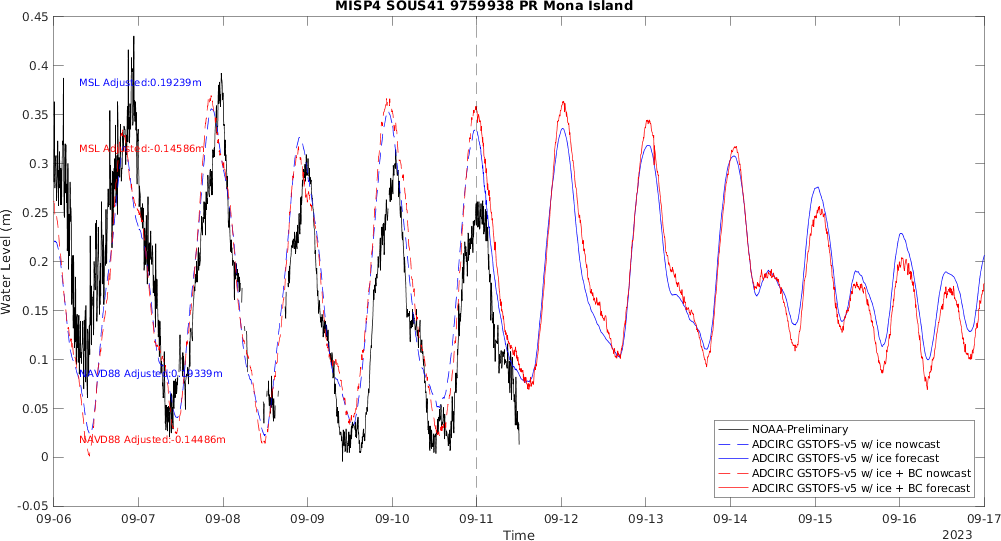 MISP4 SOUS41 9759938 PR Mona Island
0.45
0.4
0.35
0.3
0.25
0.2
0.15
0.1
0.05
0
-0.05
Water Level (m)
MSL Adjusted:0.19239m
MSL Adjusted:-0.14586m
NAVD88 Adjusted:0.19339m
NAVD88 Adjusted:-0.14486m
NOAA-Preliminary
ADCIRC GSTOFS-v5 w/ ice nowcast
ADCIRC GSTOFS-v5 w/ ice forecast
ADCIRC GSTOFS-v5 w/ ice + BC nowcast
ADCIRC GSTOFS-v5 w/ ice + BC forecast
09-06 09-07 09-08 09-09 09-10 09-11 09-12 09-13 09-14 09-15 09-16 09-17
Time
2023